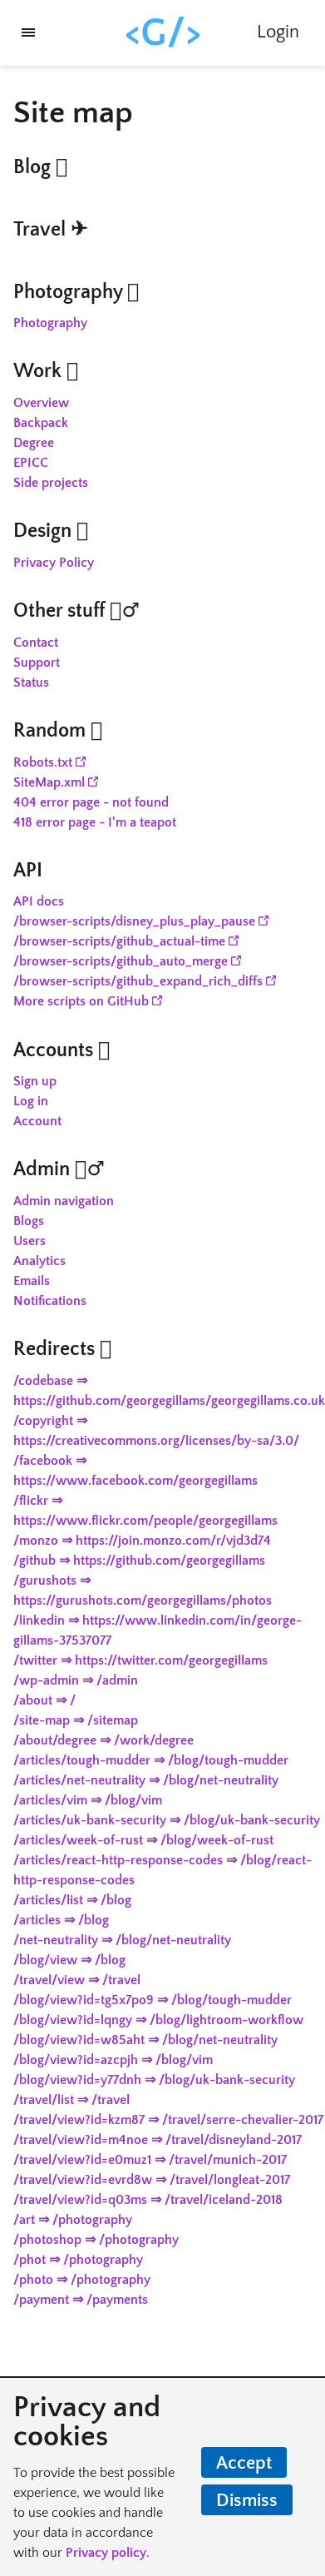 <G/>
Login
Site map
Blog
Travel ✈
Photography
Photography
Work
Overview
Backpack
Degree
EPICC
Side projects
Design
Privacy Policy
Other stuff ♂
Contact
Support
Status
Random
Robots.txt
SiteMap.xml
404 error page - not found
418 error page - I'm a teapot
API
API docs
/browser-scripts/disney_plus_play_pause
/browser-scripts/github_actual-time
/browser-scripts/github_auto_merge
/browser-scripts/github_expand_rich_diffs
More scripts on GitHub
Accounts
Sign up
Log in
Account
Admin ♂
Admin navigation
Blogs
Users
Analytics
Emails
Notifications
Redirects
/codebase ⇒
https://github.com/georgegillams/georgegillams.co.uk
/copyright ⇒
https://creativecommons.org/licenses/by-sa/3.0/
/facebook ⇒
https://www.facebook.com/georgegillams
/flickr ⇒
https://www.flickr.com/people/georgegillams
/monzo ⇒ https://join.monzo.com/r/vjd3d74
/github ⇒ https://github.com/georgegillams
/gurushots ⇒
https://gurushots.com/georgegillams/photos
/linkedin ⇒ https://www.linkedin.com/in/george-
gillams-37537077
/twitter ⇒ https://twitter.com/georgegillams
/wp-admin ⇒ /admin
/about ⇒ /
/site-map ⇒ /sitemap
/about/degree ⇒ /work/degree
/articles/tough-mudder ⇒ /blog/tough-mudder
/articles/net-neutrality ⇒ /blog/net-neutrality
/articles/vim ⇒ /blog/vim
/articles/uk-bank-security ⇒ /blog/uk-bank-security
/articles/week-of-rust ⇒ /blog/week-of-rust
/articles/react-http-response-codes ⇒ /blog/react-
http-response-codes
/articles/list ⇒ /blog
/articles ⇒ /blog
/net-neutrality ⇒ /blog/net-neutrality
/blog/view ⇒ /blog
/travel/view ⇒ /travel
/blog/view?id=tg5x7po9 ⇒ /blog/tough-mudder
/blog/view?id=lqngy ⇒ /blog/lightroom-workflow
/blog/view?id=w85aht ⇒ /blog/net-neutrality
/blog/view?id=azcpjh ⇒ /blog/vim
/blog/view?id=y77dnh ⇒ /blog/uk-bank-security
/travel/list ⇒ /travel
/travel/view?id=kzm87 ⇒ /travel/serre-chevalier-2017
/travel/view?id=m4noe ⇒ /travel/disneyland-2017
/travel/view?id=e0muz1 ⇒ /travel/munich-2017
/travel/view?id=evrd8w ⇒ /travel/longleat-2017
/travel/view?id=q03ms ⇒ /travel/iceland-2018
/art ⇒ /photography
/photoshop ⇒ /photography
/phot ⇒ /photography
/photo ⇒ /photography
/payment ⇒ /payments
Privacy and
cookies
To provide the best possible
experience, we would like
to use cookies and handle
your data in accordance
with our Privacy policy.
Accept
Dismiss